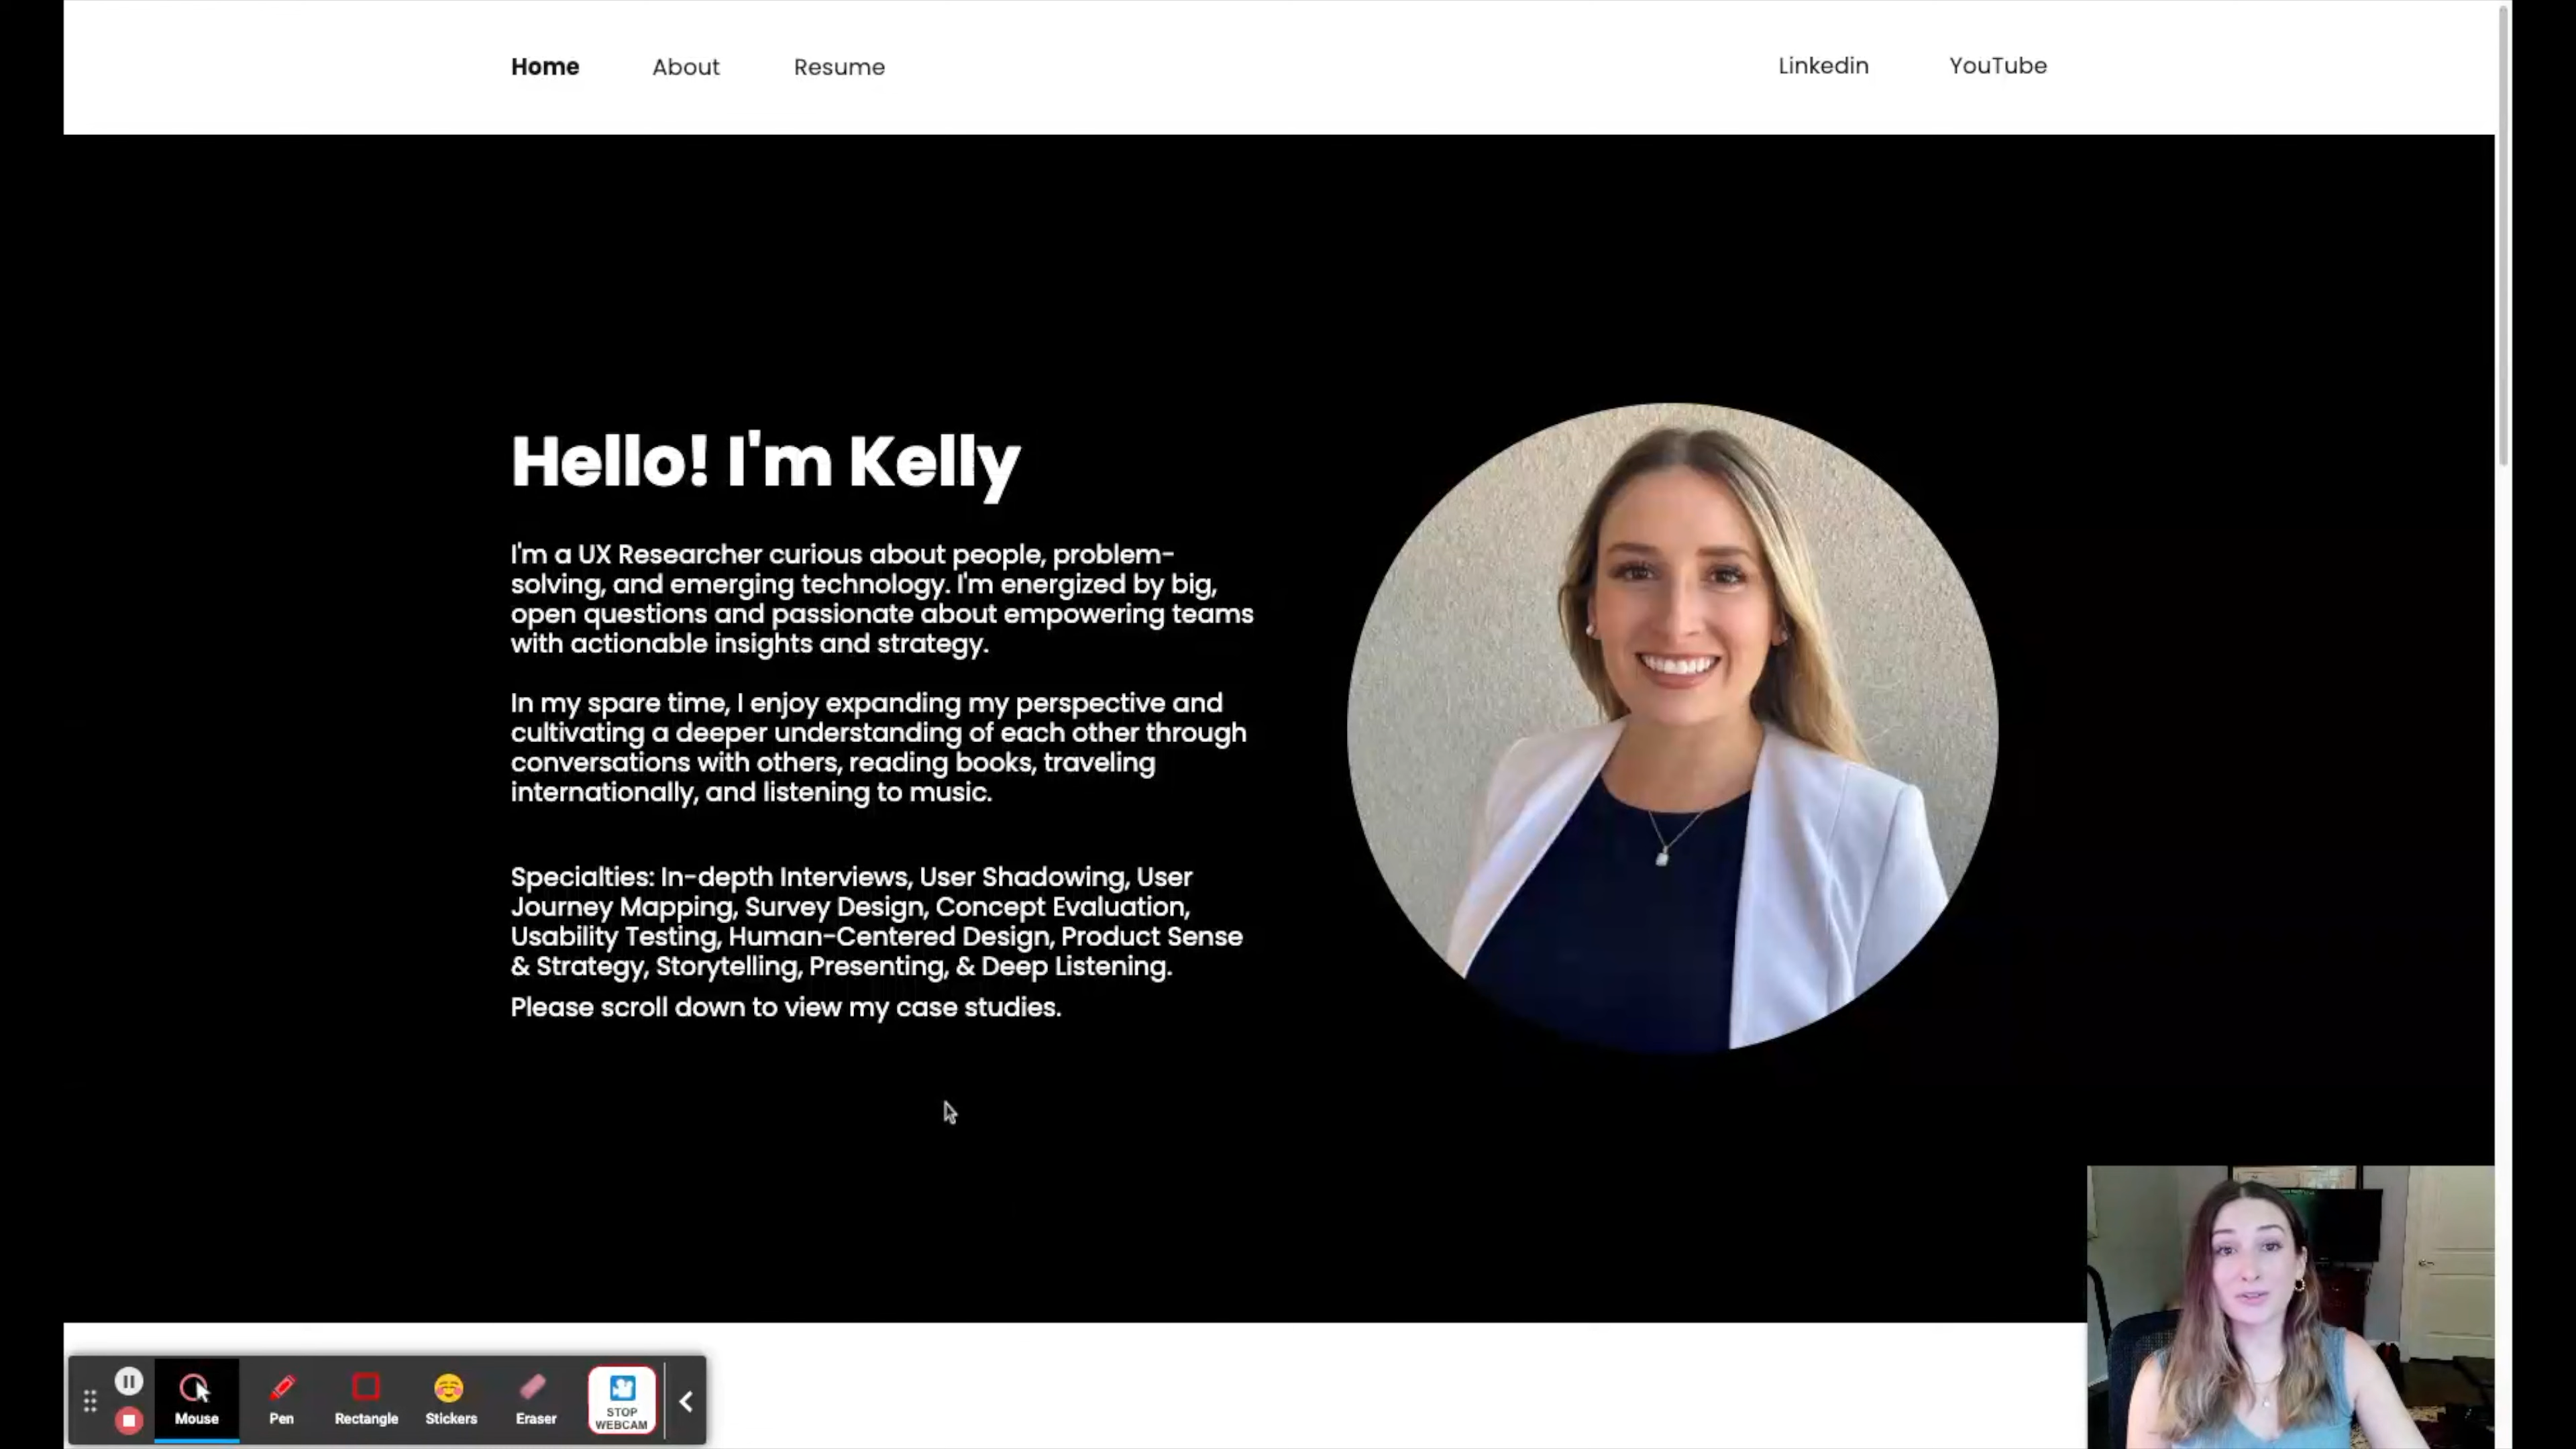 Home About Resume Linkedin YouTube
Hello! I'm Kelly
I'm a UX Researcher curious about people, problem-
solving, and emerging technology. I'm energized by big,
open questions and passionate about empowering teams
with actionable insights and strategy.
In my spare time, I enjoy expanding my perspective and
cultivating a deeper understanding of each other through
conversations with others, reading books, traveling
internationally, and listening to music.
Specialties: In-depth Interviews, User Shadowing, User
Journey Mapping, Survey Design, Concept Evaluation,
Usability Testing, Human-Centered Design, Product Sense
& Strategy, Storytelling, Presenting, & Deep Listening.
Please scroll down to view my case studies.
Mouse Pen Rectangle Stickers Eraser STOP
WEBCAM